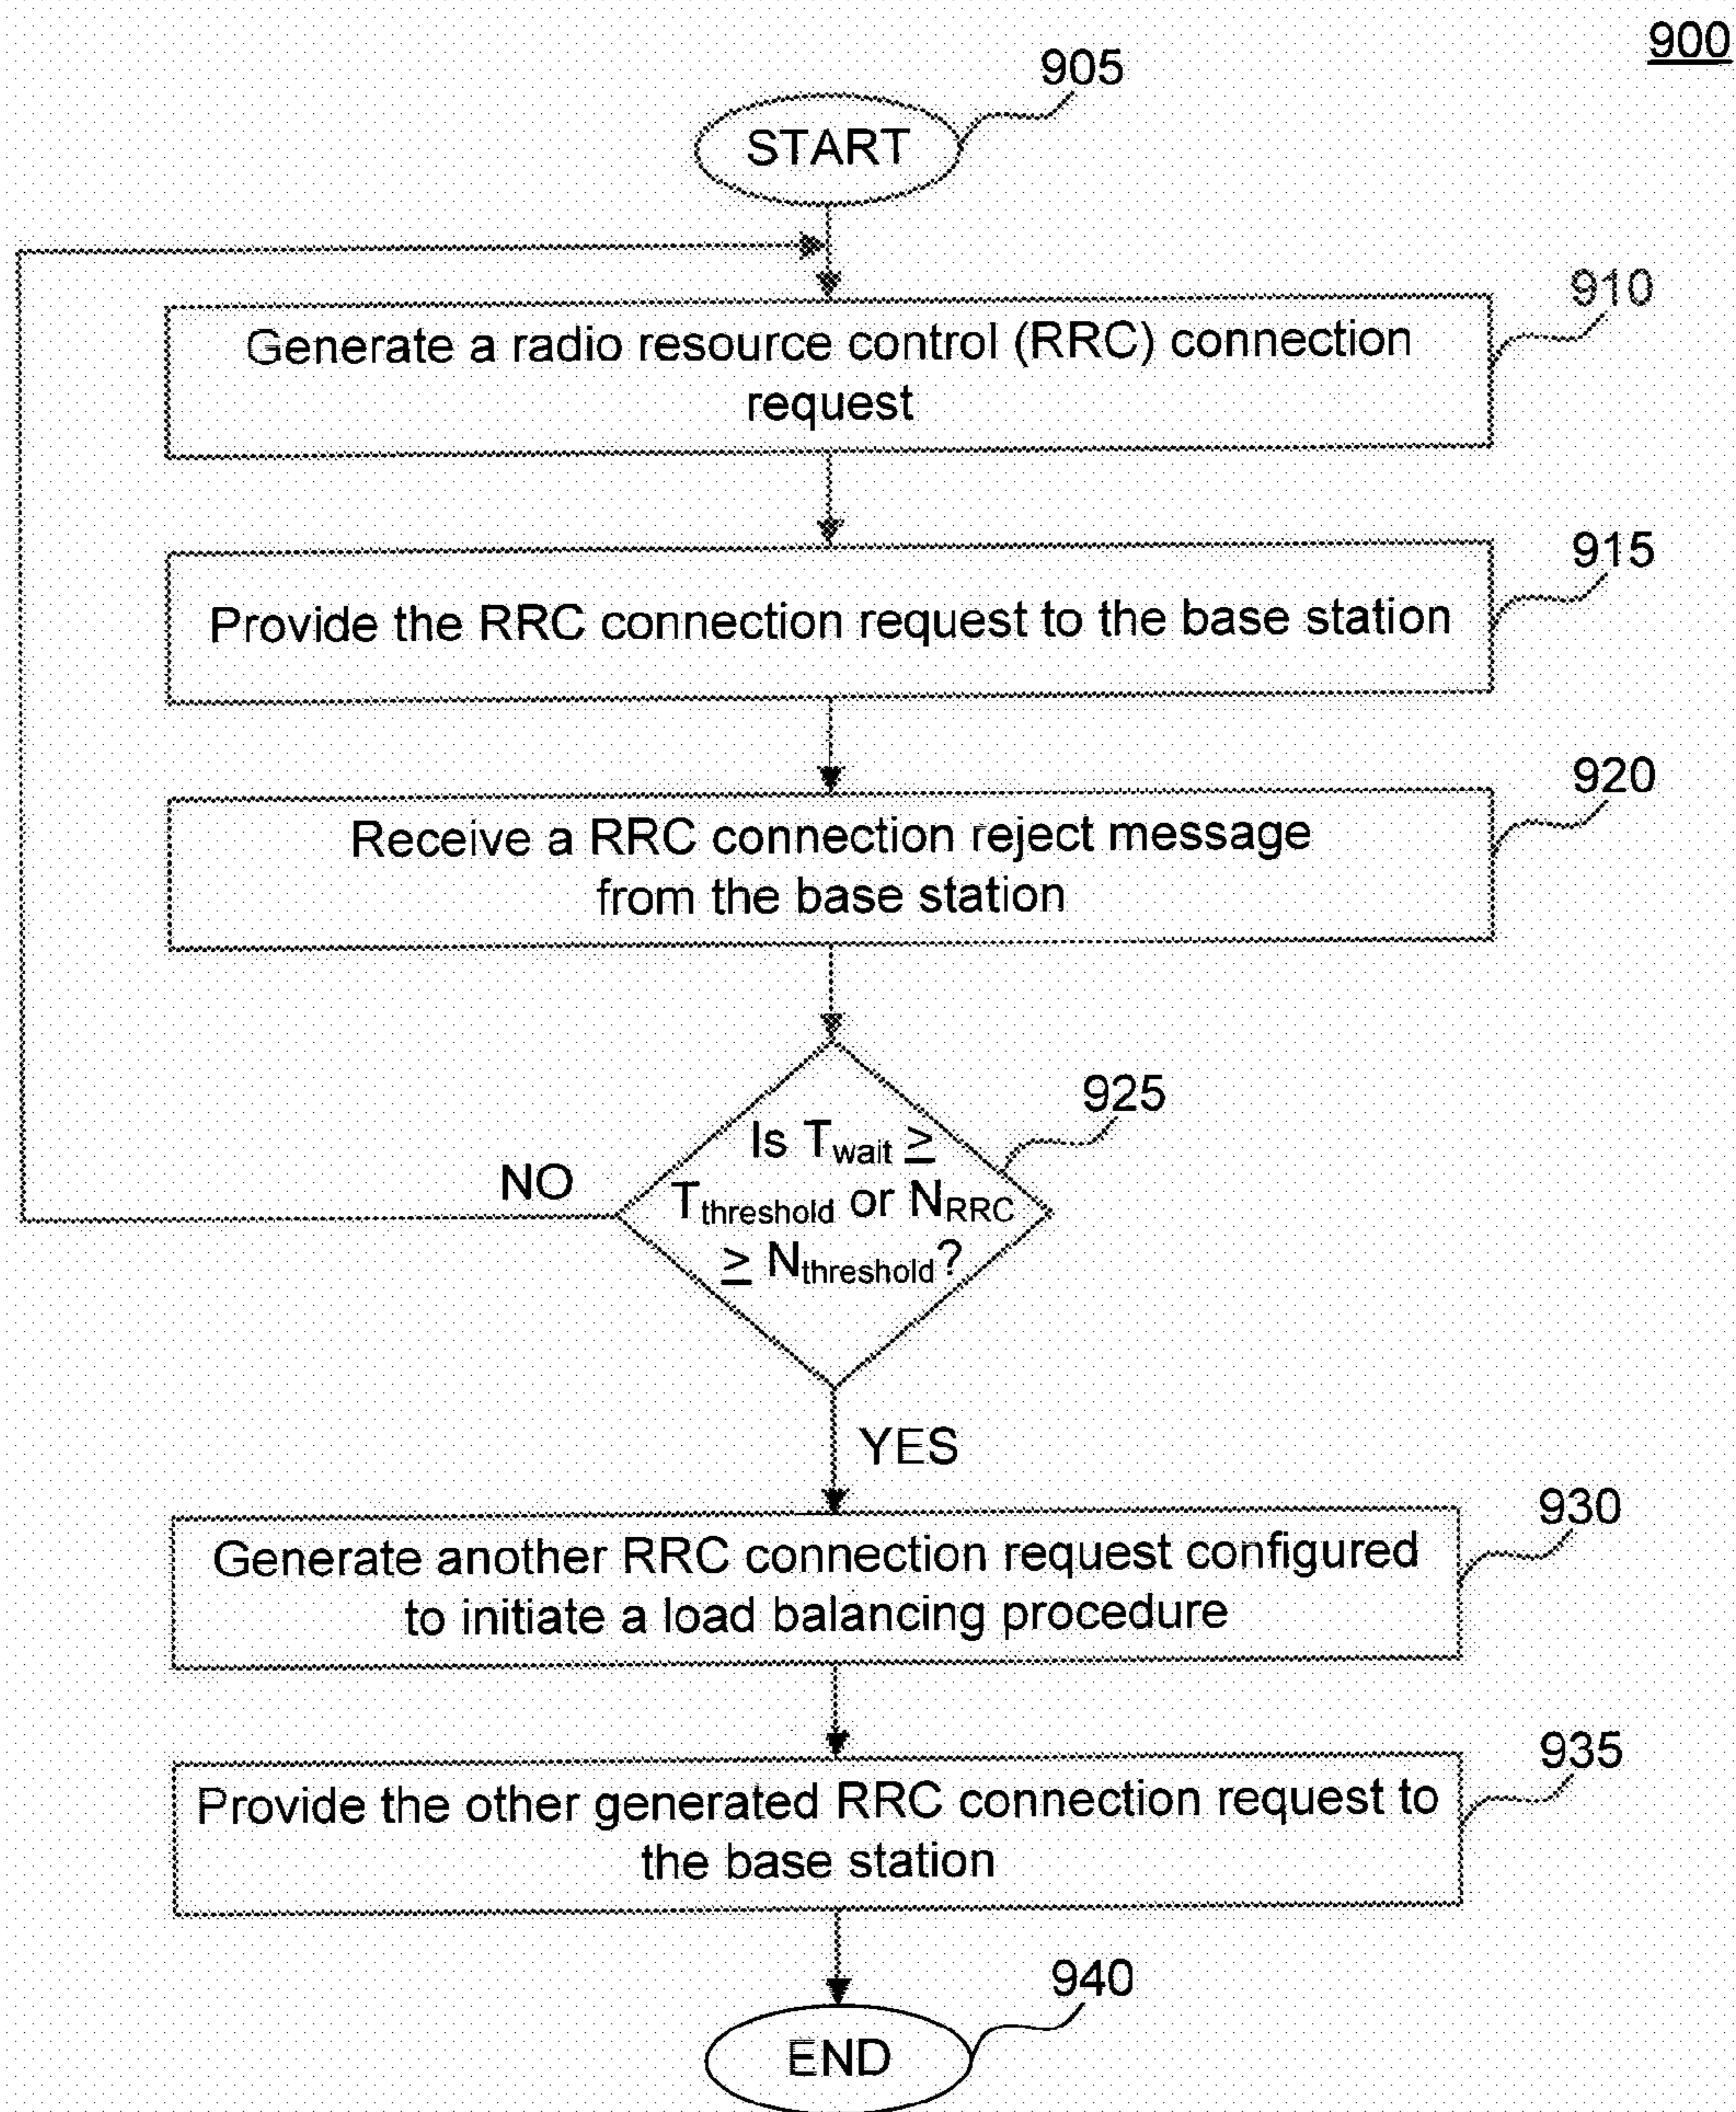 900
905
START
910
Generate a radio resource control (RRC) connection
request
915
Provide the RRC connection request to the base station
920
Receive a RRC connection reject message
from the base station
925
Is Twait ≥
Tthreshold or NRRC
≥ Nthreshold?
NO
YES
930
Generate another RRC connection request configured
to initiate a load balancing procedure
935
Provide the other generated RRC connection request to
the base station
940
END